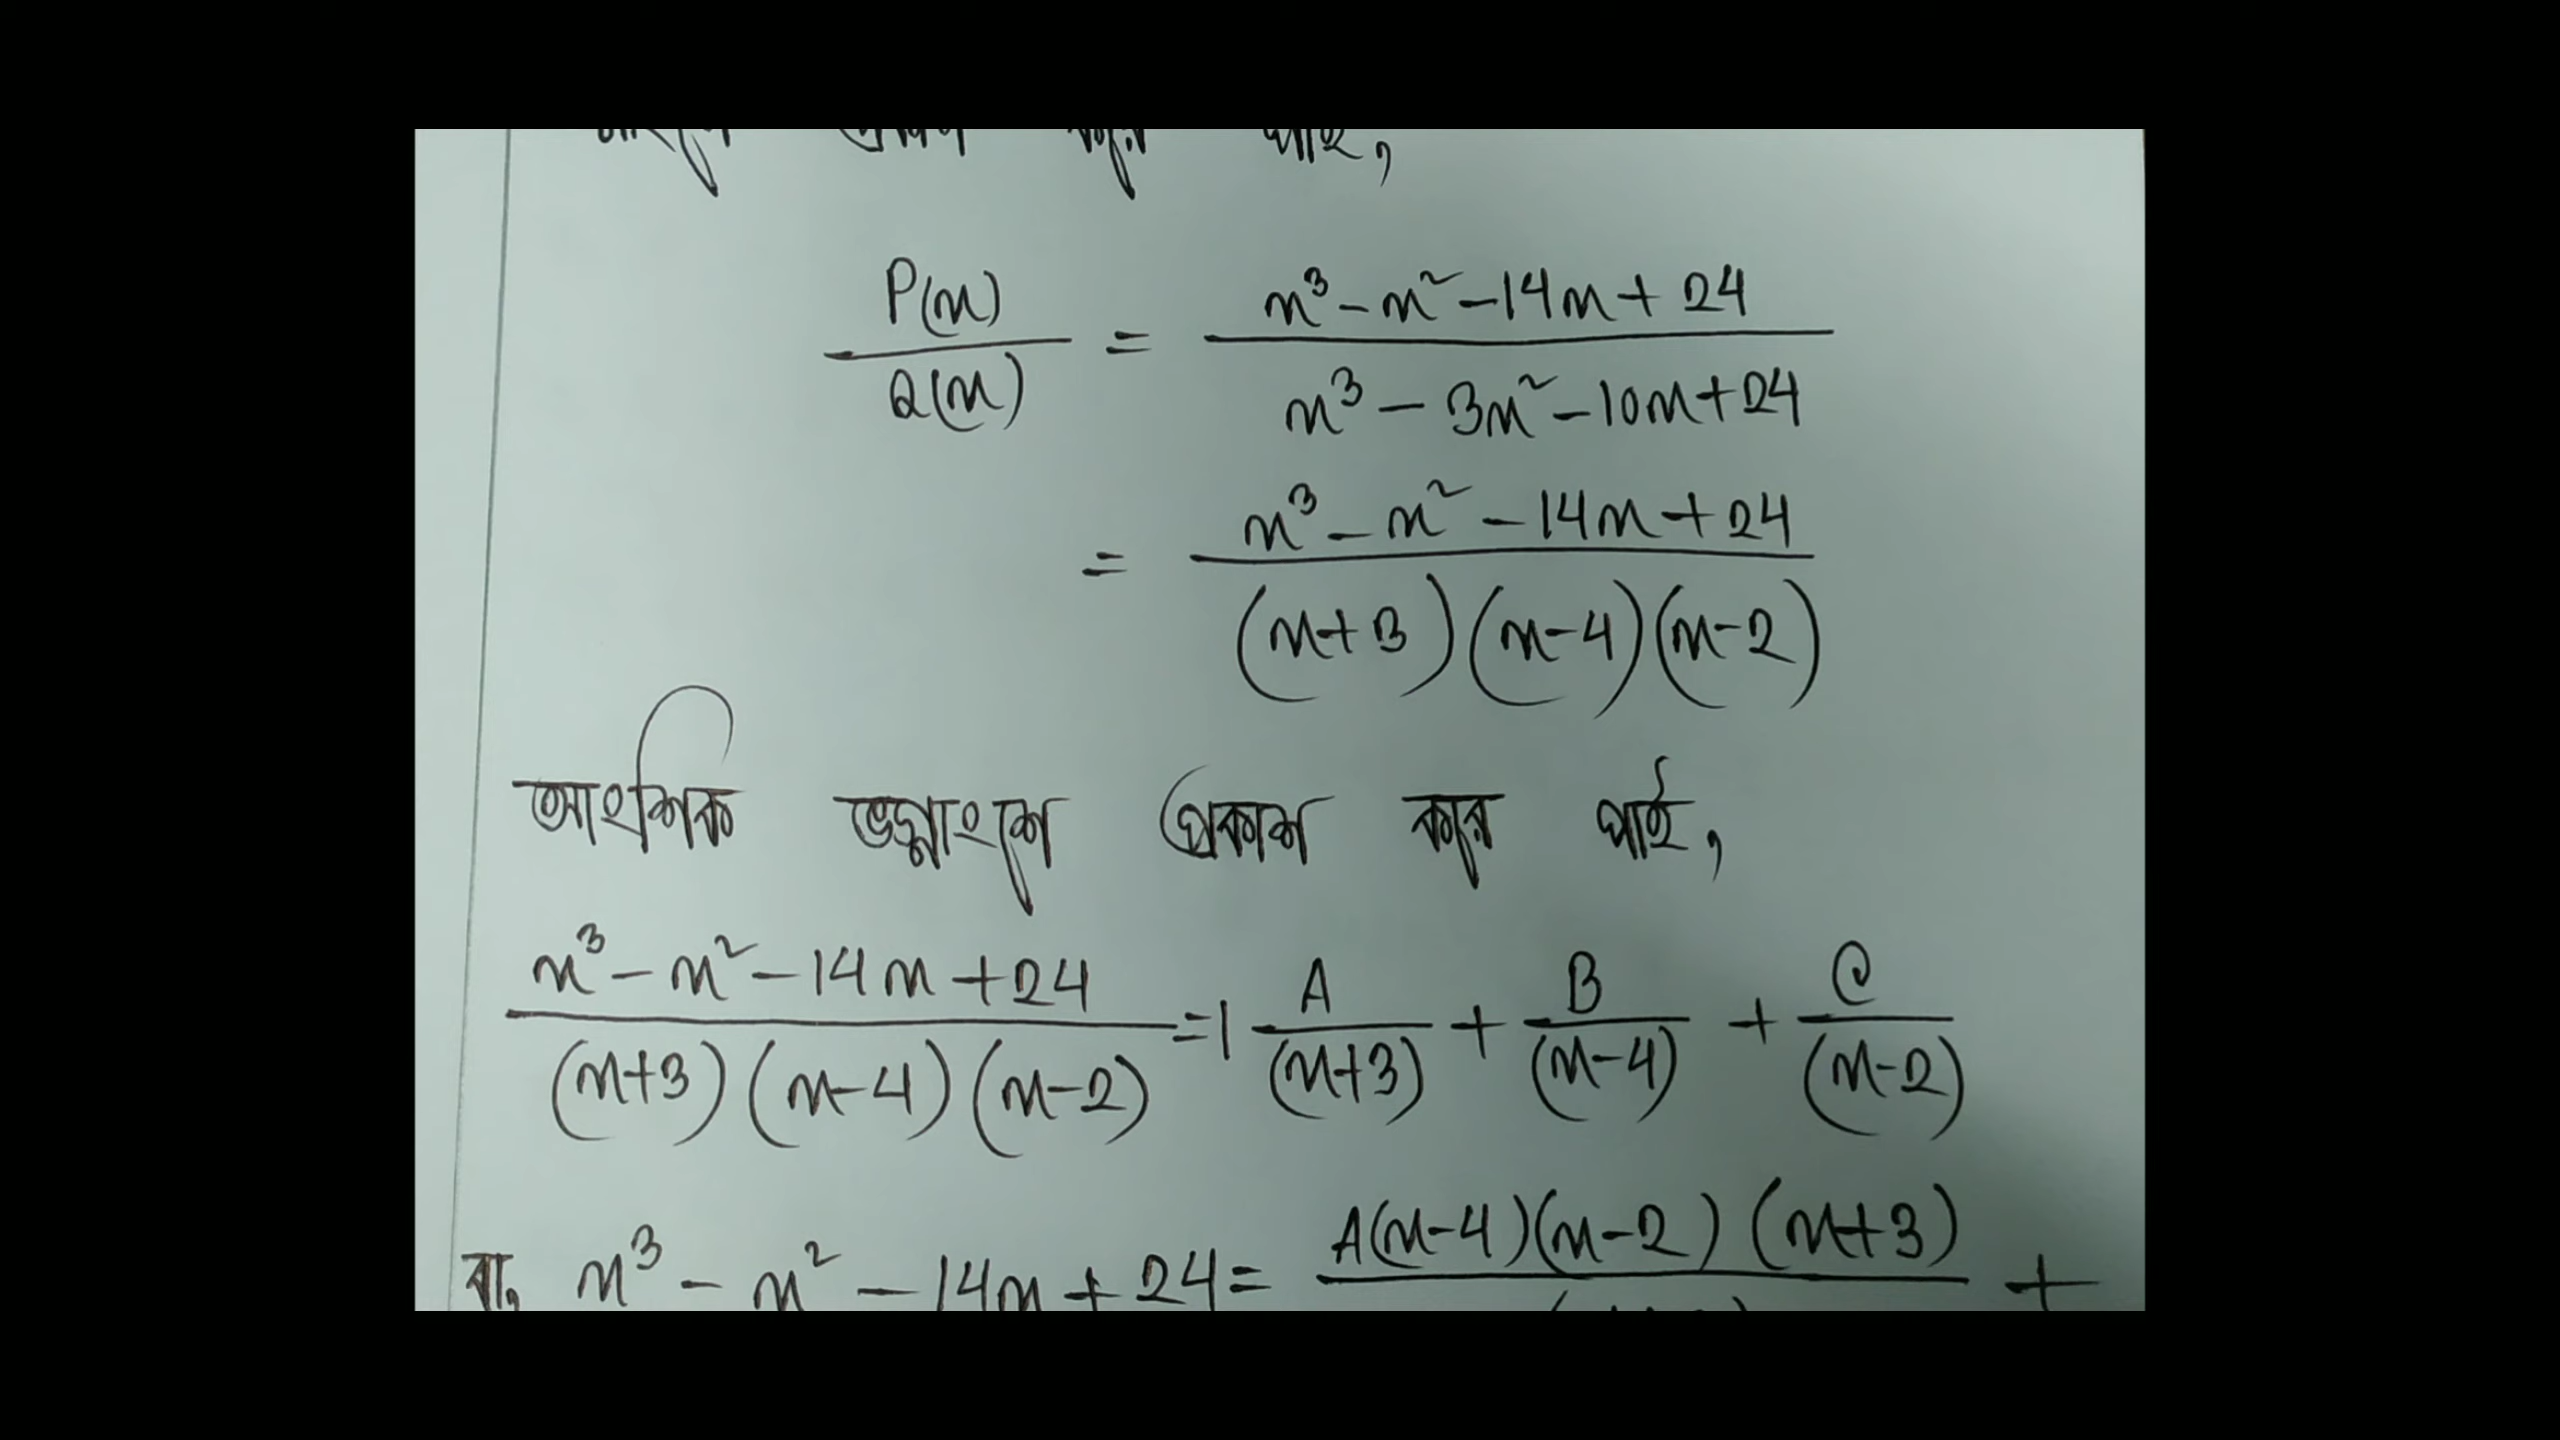 পাই,
P(x)/Q(x) = x³-x²-14x+24/x³-3x²-10x+24
= x³-x²-14x+24/(x+3)(x-4)(x-2)
আংশিক ভগ্নাংশে প্রকাশ করে পাই,
x³-x²-14x+24/(x+3)(x-4)(x-2) =1 A/(x+3) + B/(x-4) + C/(x-2)
বা, x³-x²-14x+24= A(x-4)(x-2)(x+3) +